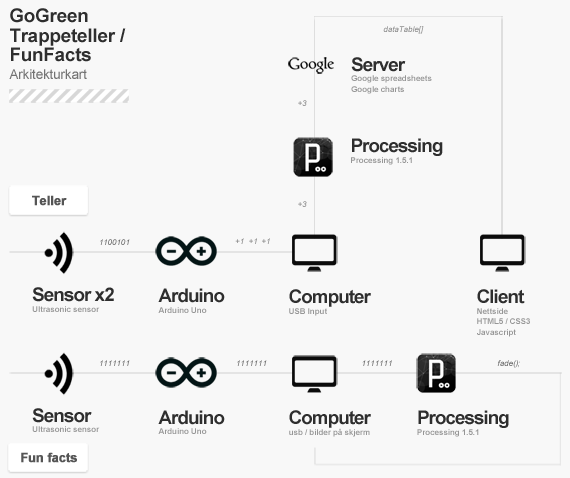 GoGreen
Trappeteller /
FunFacts
Arkitekturkart
dataTable[]
Google
Server
Google spreadsheets
Google charts
+3
P
Processing
Processing 1.5.1
+3
Teller
1100101
+1 +1 +1
Sensor x2
Ultrasonic sensor
Arduino
Arduino Uno
Computer
USB Input
Client
Nettside
HTML5 / CSS3
Javascript
1111111
1111111
1111111
P
fade();
Sensor
Ultrasonic sensor
Arduino
Arduino Uno
Computer
usb / bilder på skjerm
Processing
Processing 1.5.1
Fun facts